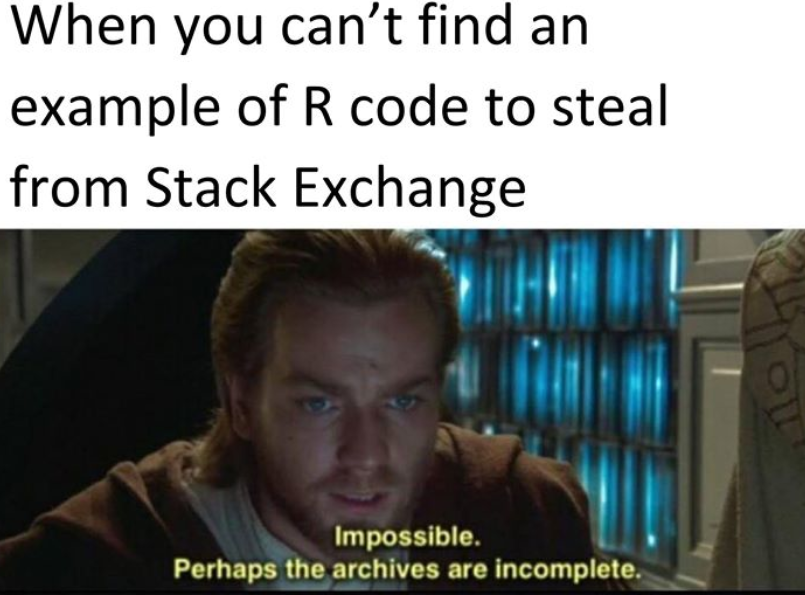 When you can’t find an
example of R code to steal
from Stack Exchange
Impossible.
Perhaps the archives are incomplete.